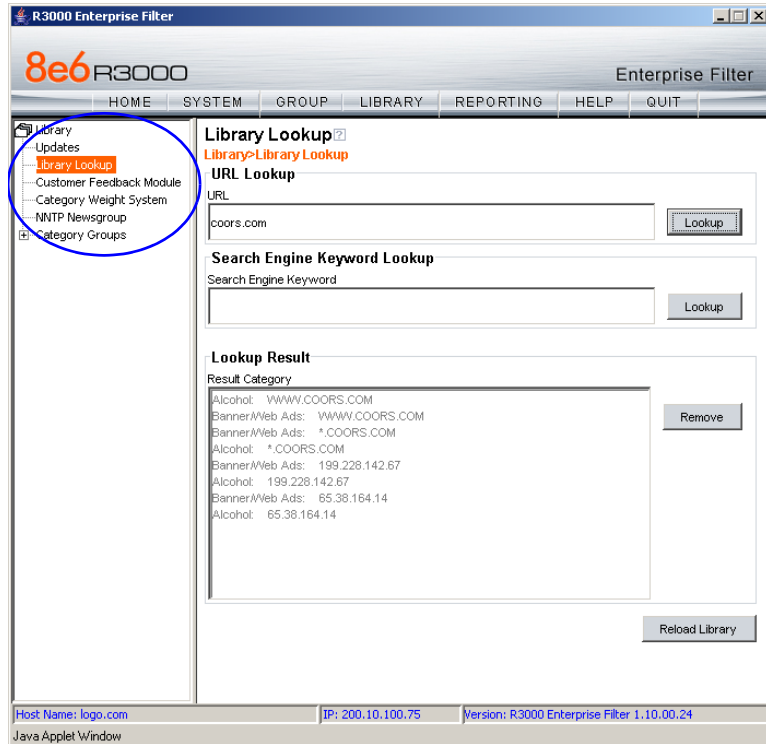 R3000 Enterprise Filter
8e6 R3000
Enterprise Filter
HOME SYSTEM GROUP LIBRARY REPORTING HELP QUIT
Library
Updates
Library Lookup
Customer Feedback Module
Category Weight System
NNTP Newsgroup
Category Groups
Library Lookup
Library>Library Lookup
URL Lookup
URL
coors.com
Lookup
Search Engine Keyword Lookup
Search Engine Keyword
Lookup
Lookup Result
Result Category
Alcohol: WWW.COORS.COM
Banner/Web Ads: WWW.COORS.COM
Banner/Web Ads: *.COORS.COM
Alcohol: *.COORS.COM
Banner/Web Ads: 199.228.142.67
Alcohol: 199.228.142.67
Banner/Web Ads: 65.38.164.14
Alcohol: 65.38.164.14
Remove
Reload Library
Host Name: logo.com IP: 200.10.100.75 Version: R3000 Enterprise Filter 1.10.00.24
Java Applet Window